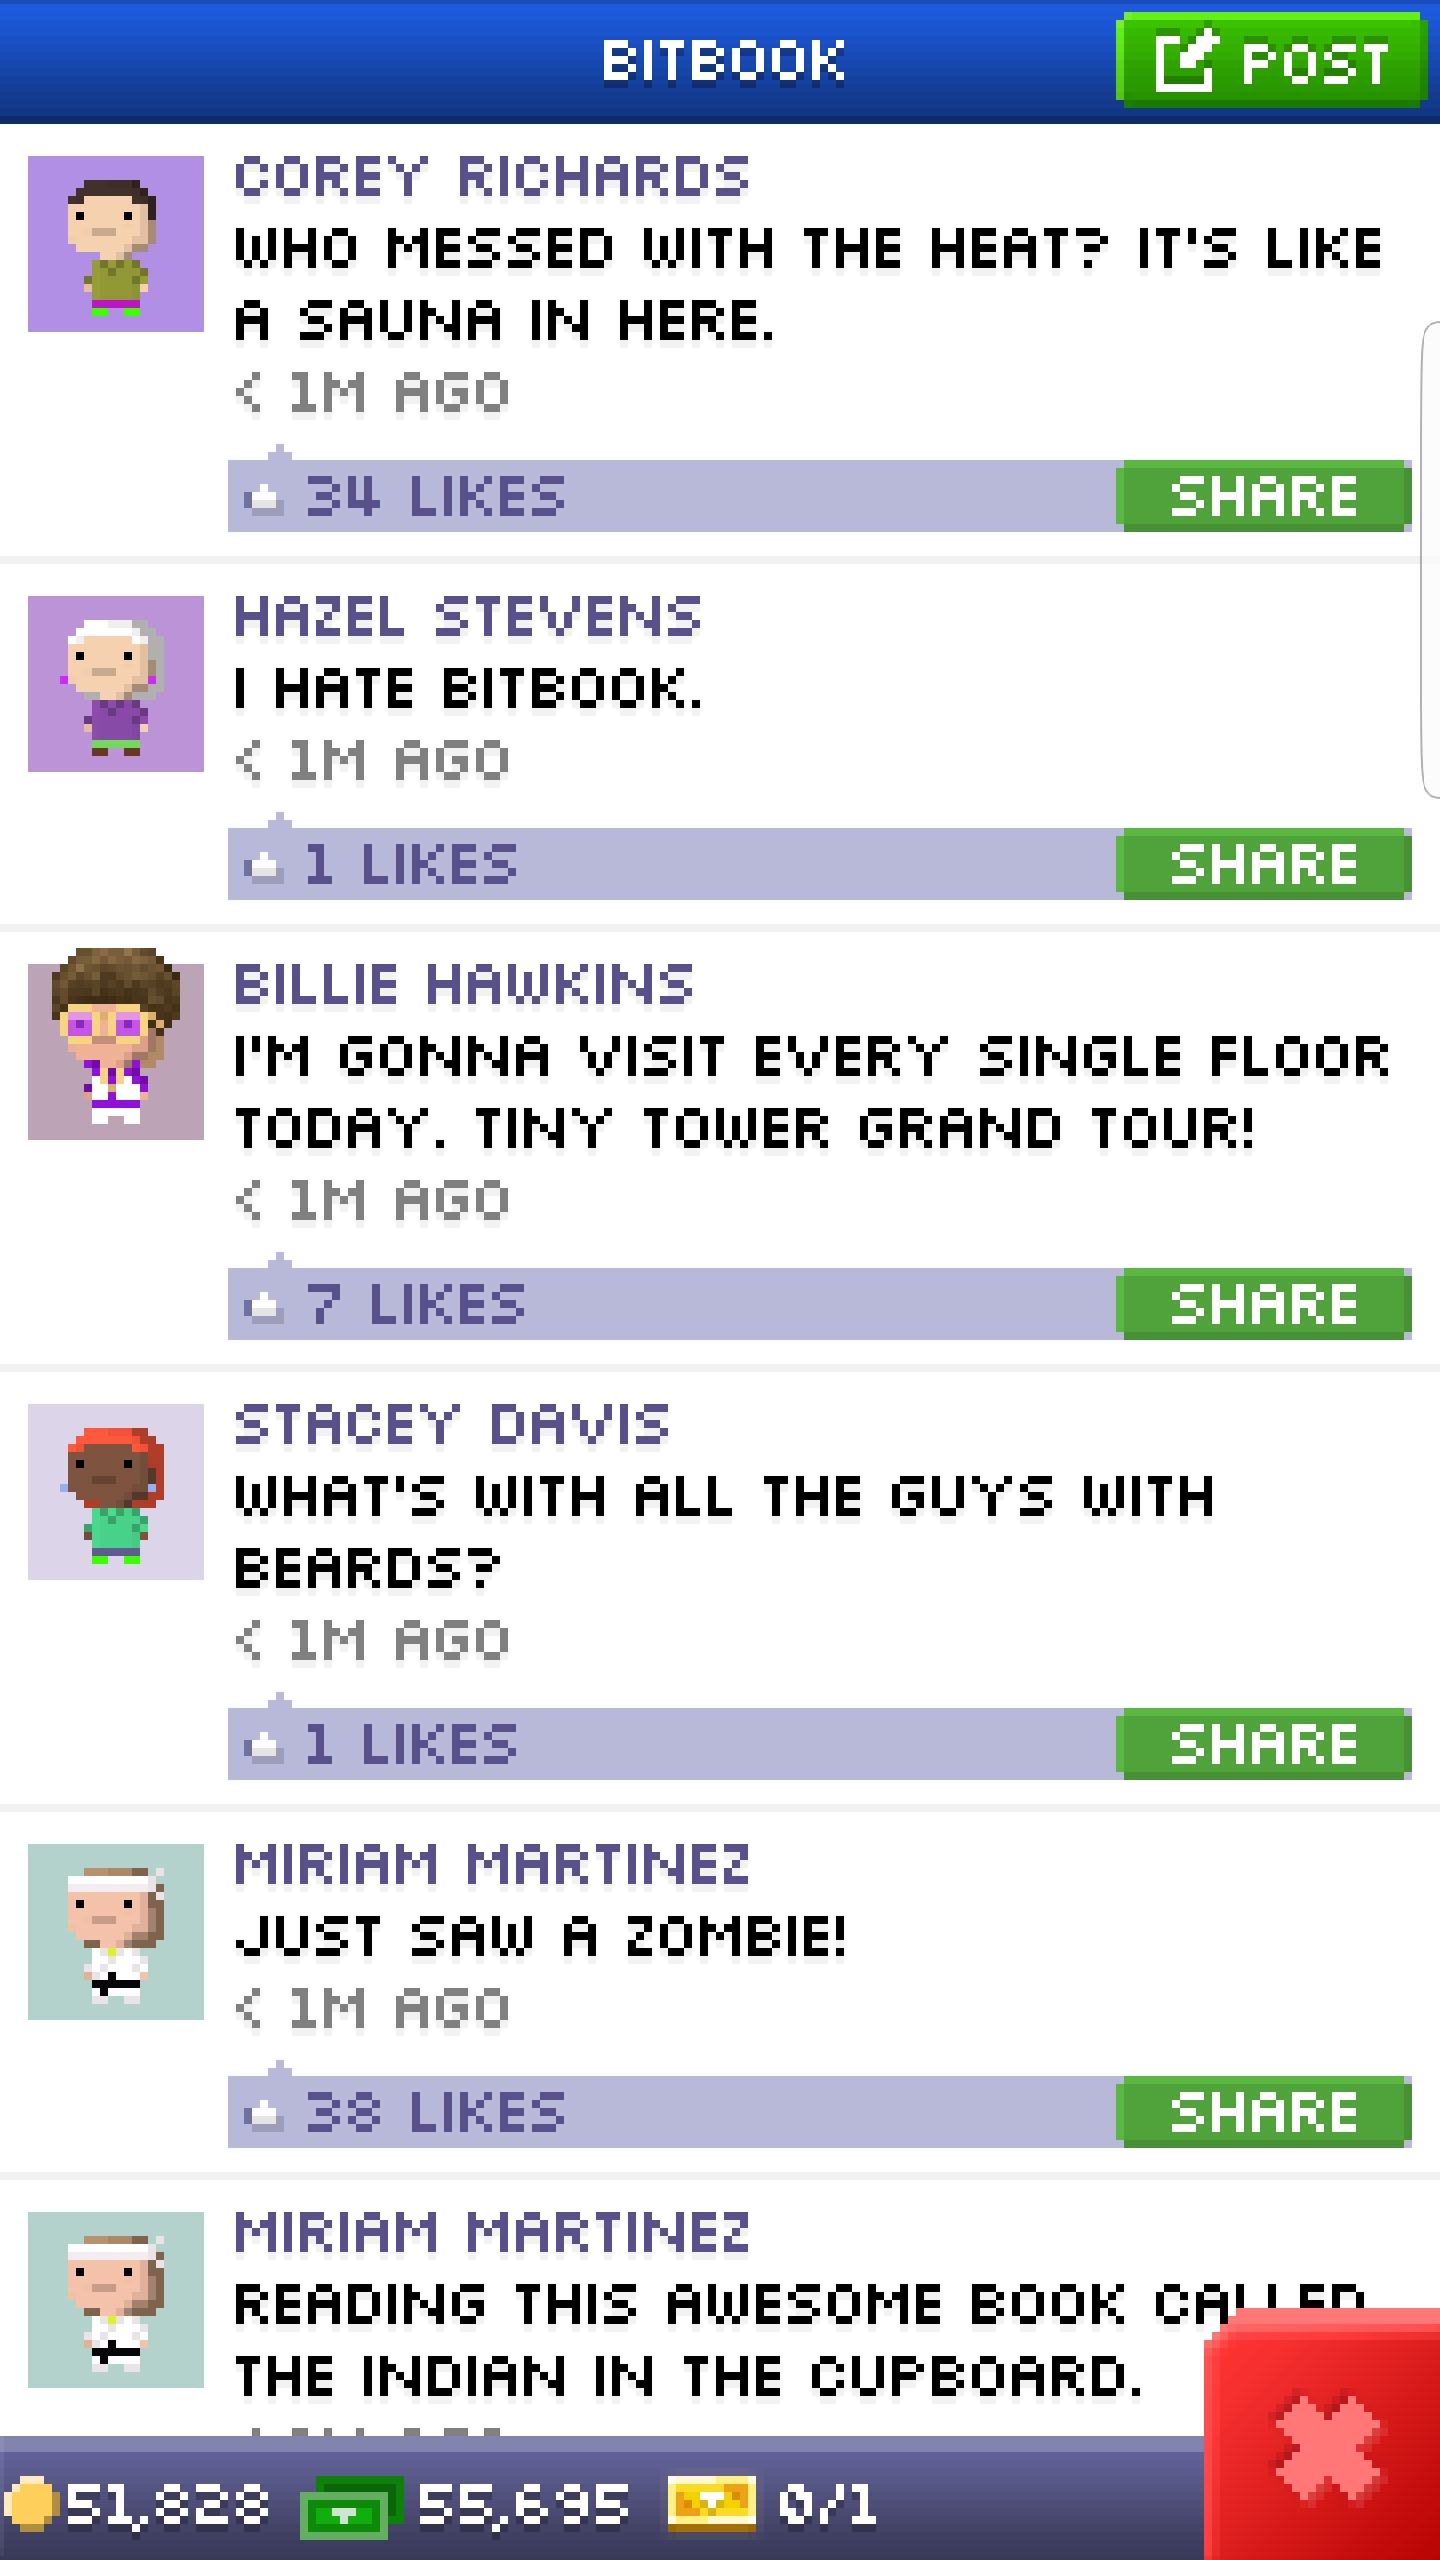 BITBOOK
POST
COREY RICHARDS
WHO MESSED WITH THE HEAT? IT'S LIKE
A SAUNA IN HERE.
< 1M AGO
34 LIKES
SHARE
HAZEL STEVENS
I HATE BITBOOK.
< 1M AGO
1 LIKES
SHARE
BILLIE HAWKINS
I'M GONNA VISIT EVERY SINGLE FLOOR
TODAY. TINY TOWER GRAND TOUR!
< 1M AGO
7 LIKES
SHARE
STACEY DAVIS
WHAT'S WITH ALL THE GUYS WITH
BEARDS?
< 1M AGO
1 LIKES
SHARE
MIRIAM MARTINEZ
JUST SAW A ZOMBIE!
< 1M AGO
38 LIKES
SHARE
MIRIAM MARTINEZ
READING THIS AWESOME BOOK CALLED
THE INDIAN IN THE CUPBOARD.
51,828
55,695
0/1